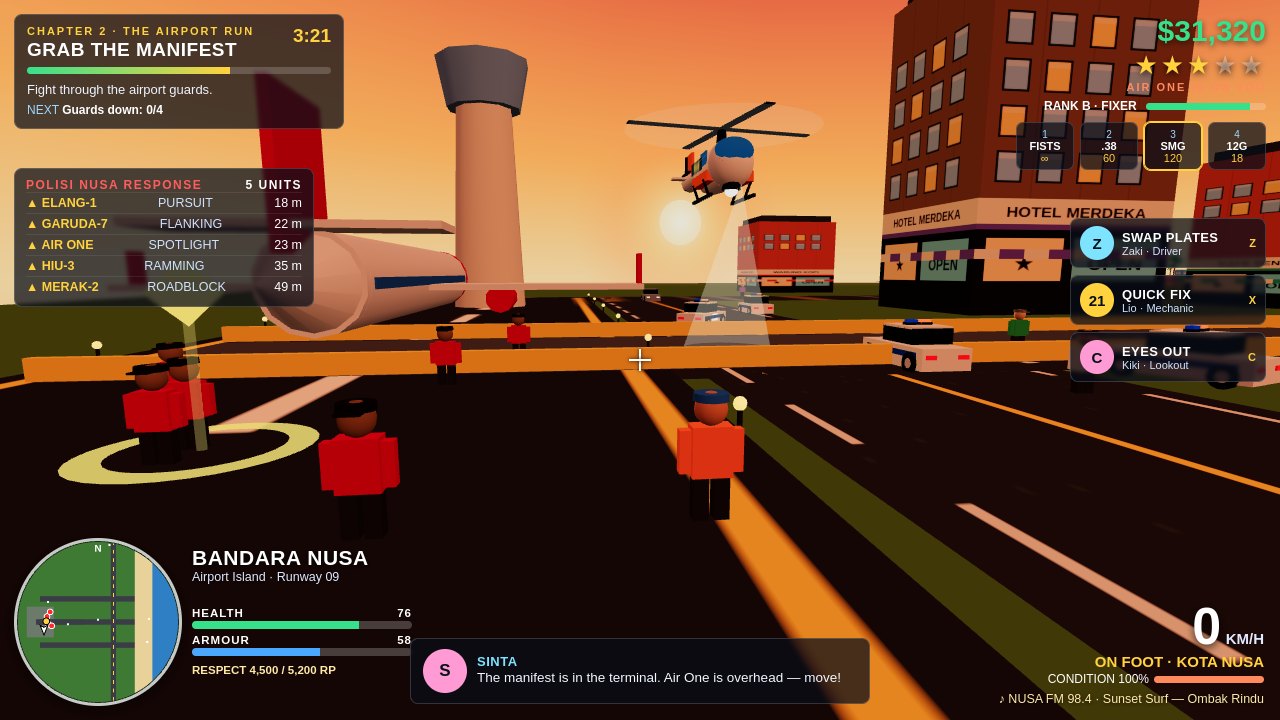 CHAPTER 2 · THE AIRPORT RUN
3:21
GRAB THE MANIFEST
Fight through the airport guards.
NEXT Guards down: 0/4
POLISI NUSA RESPONSE 5 UNITS
▲ ELANG-1 PURSUIT 18 m
▲ GARUDA-7 FLANKING 22 m
▲ AIR ONE SPOTLIGHT 23 m
▲ HIU-3 RAMMING 35 m
▲ MERAK-2 ROADBLOCK 49 m
$31,320
★★★★★
AIR ONE
RANK B · FIXER
1 FISTS ∞
2 .38 60
3 SMG 120
4 12G 18
HOTEL MERDEKA
HOTEL MERDEKA
OPEN
OPEN
Z SWAP PLATES Z
Zaki · Driver
21 QUICK FIX X
Lio · Mechanic
C EYES OUT C
Kiki · Lookout
N
BANDARA NUSA
Airport Island · Runway 09
HEALTH 76
ARMOUR 58
RESPECT 4,500 / 5,200 RP
S
SINTA
The manifest is in the terminal. Air One is overhead — move!
0 KM/H
ON FOOT · KOTA NUSA
CONDITION 100%
♪ NUSA FM 98.4 · Sunset Surf — Ombak Rindu